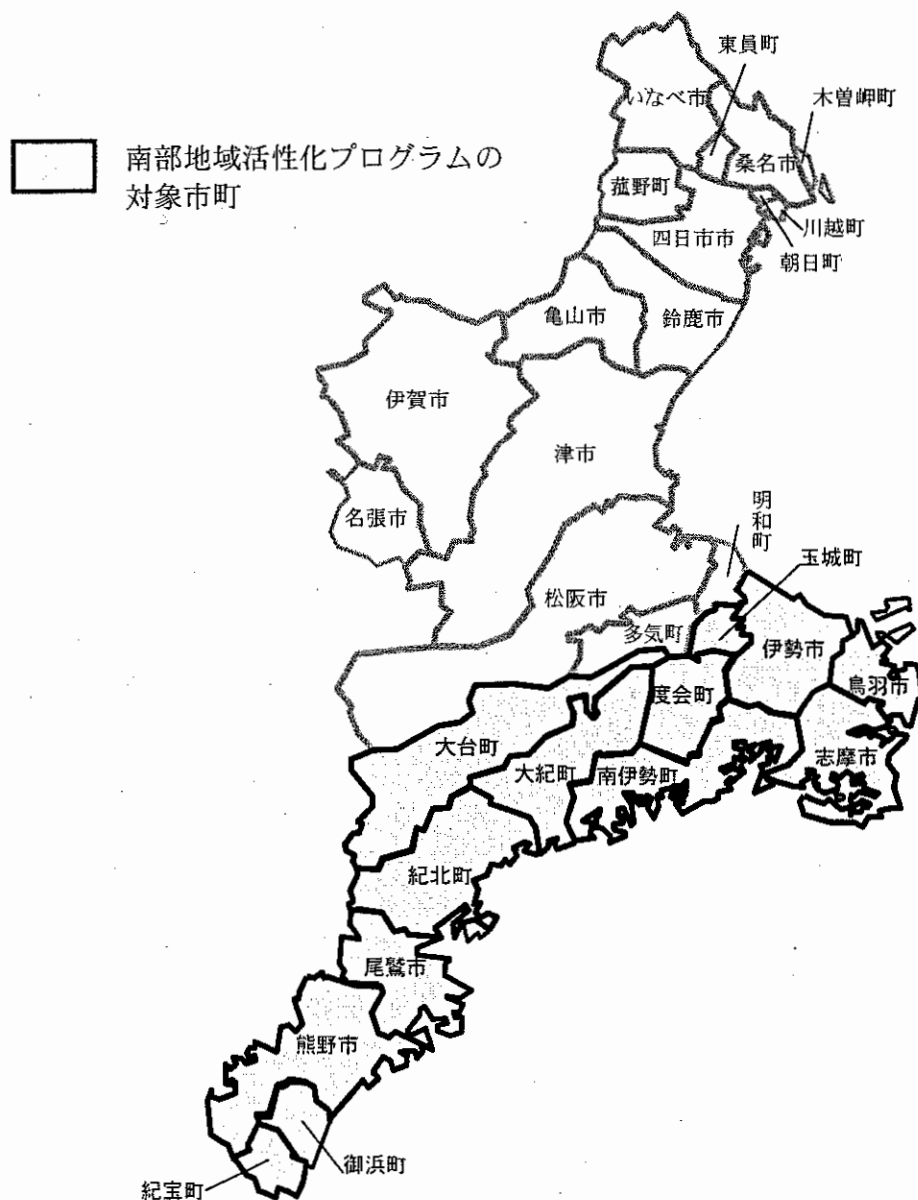 南部地域活性化プログラムの
対象市町
東員町
いなべ市
木曽岬町
桑名市
菰野町
川越町
四日市市
朝日町
亀山市
鈴鹿市
伊賀市
津市
名張市
明和町
玉城町
松阪市
多気町
伊勢市
鳥羽市
度会町
大台町
志摩市
大紀町
南伊勢町
紀北町
尾鷲市
熊野市
御浜町
紀宝町